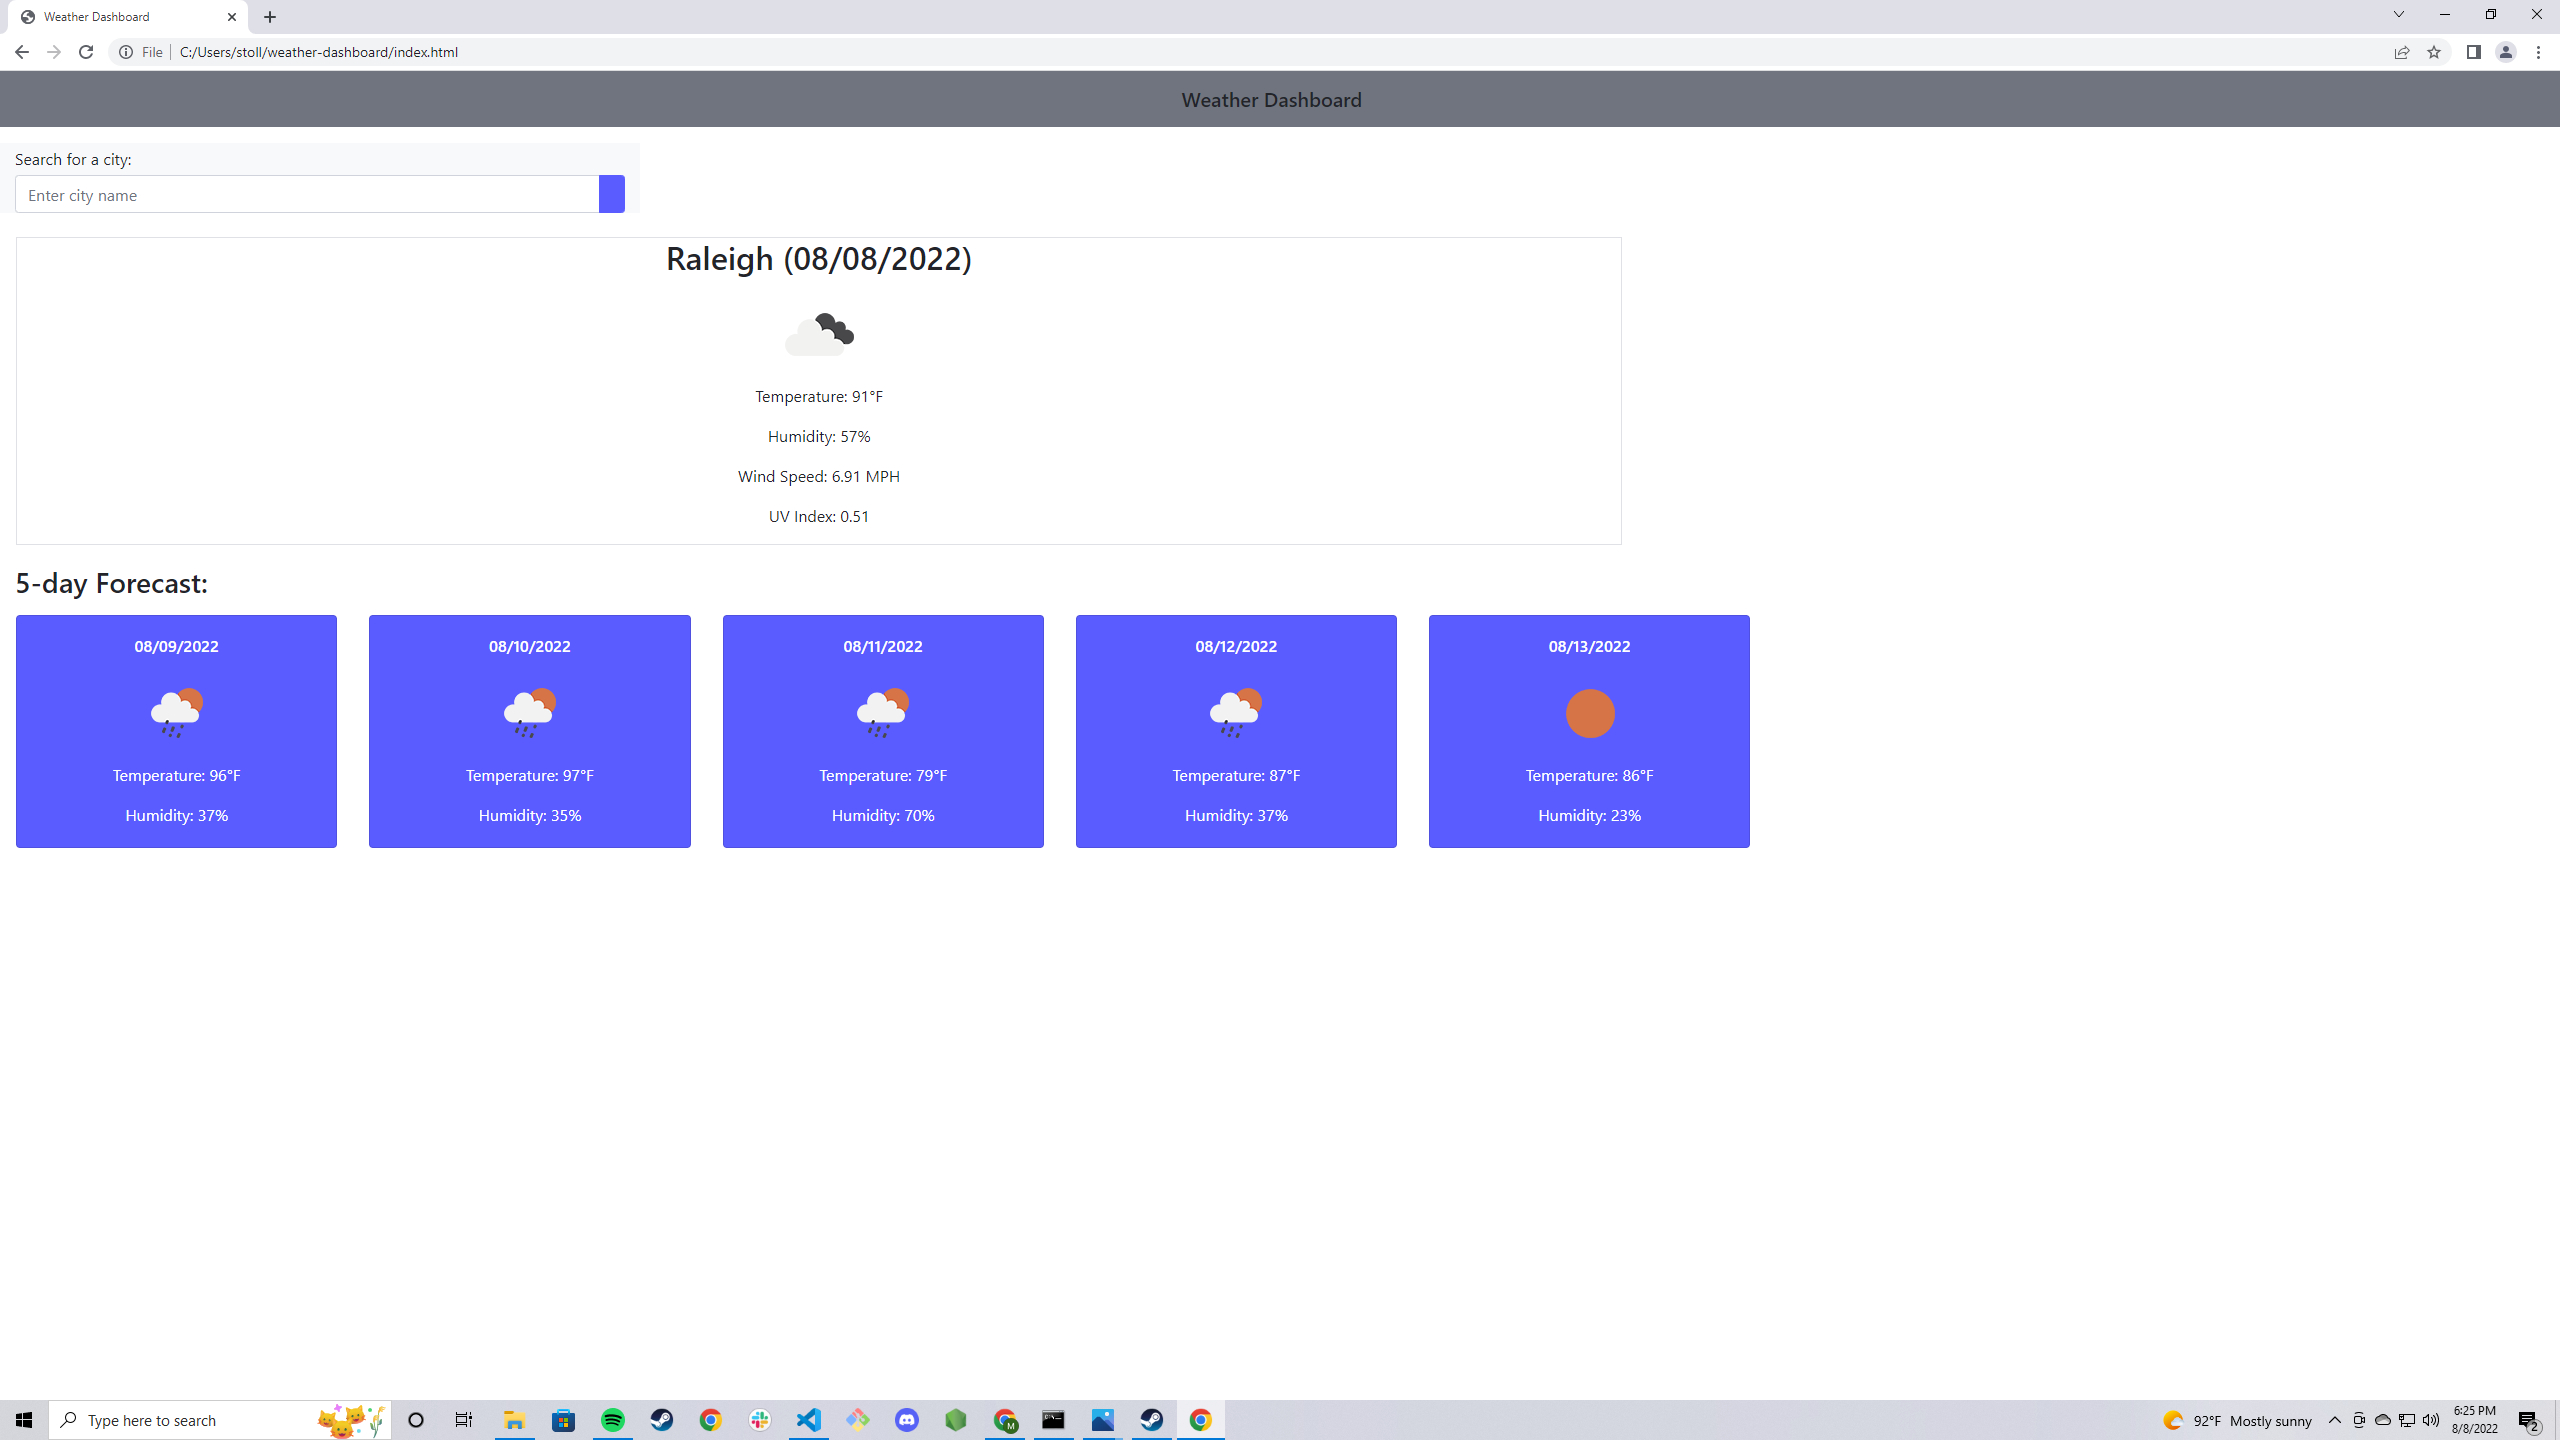 Weather Dashboard
File
C:/Users/stoll/weather-dashboard/index.html
Weather Dashboard
Search for a city:
Enter city name
Raleigh (08/08/2022)
Temperature: 91°F
Humidity: 57%
Wind Speed: 6.91 MPH
UV Index: 0.51
5-day Forecast:
08/09/2022
Temperature: 96°F
Humidity: 37%
08/10/2022
Temperature: 97°F
Humidity: 35%
08/11/2022
Temperature: 79°F
Humidity: 70%
08/12/2022
Temperature: 87°F
Humidity: 37%
08/13/2022
Temperature: 86°F
Humidity: 23%
Type here to search
M
92°F Mostly sunny
6:25 PM
8/8/2022
2